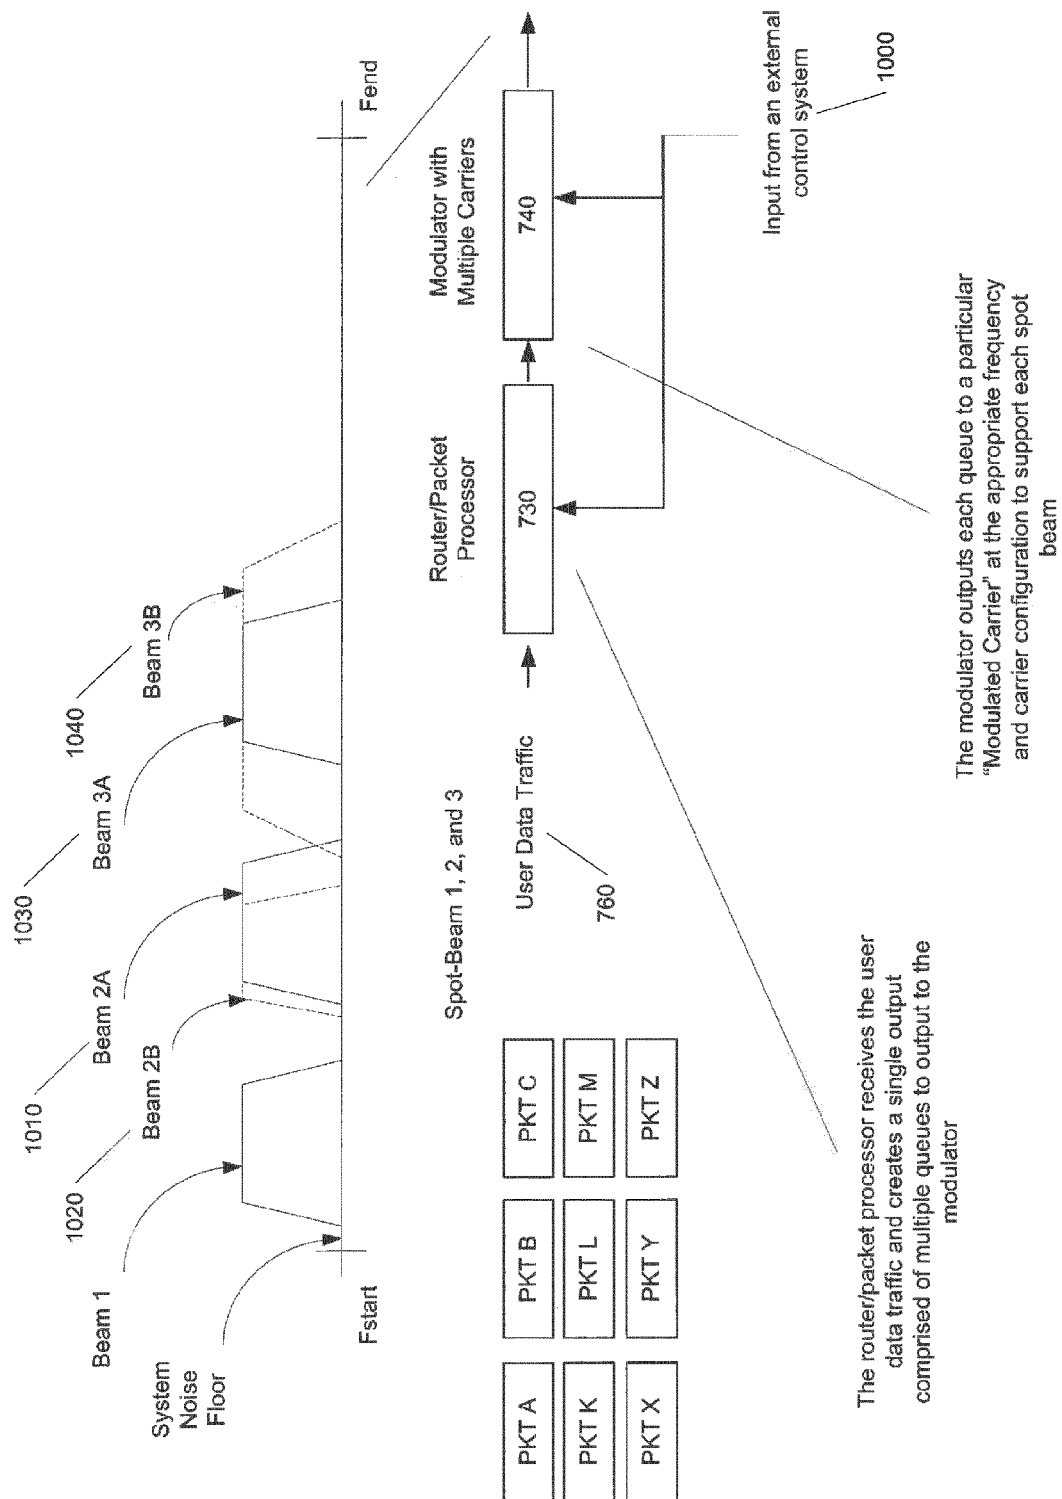 1010
1030
1020
1040
Beam 1
Beam 2A
Beam 3A
Beam 2B
Beam 3B
System
Noise
Floor
Fstart
Fend
Spot-Beam 1, 2, and 3
Router/Packet
Processor
Modulator with
Multiple Carriers
PKT A
PKT B
PKT C
User Data Traffic
730
740
PKT K
PKT L
PKT M
760
PKT X
PKT Y
PKT Z
Input from an external
control system
1000
The router/packet processor receives the user
data traffic and creates a single output
comprised of multiple queues to output to the
modulator
The modulator outputs each queue to a particular
"Modulated Carrier" at the appropriate frequency
and carrier configuration to support each spot
beam